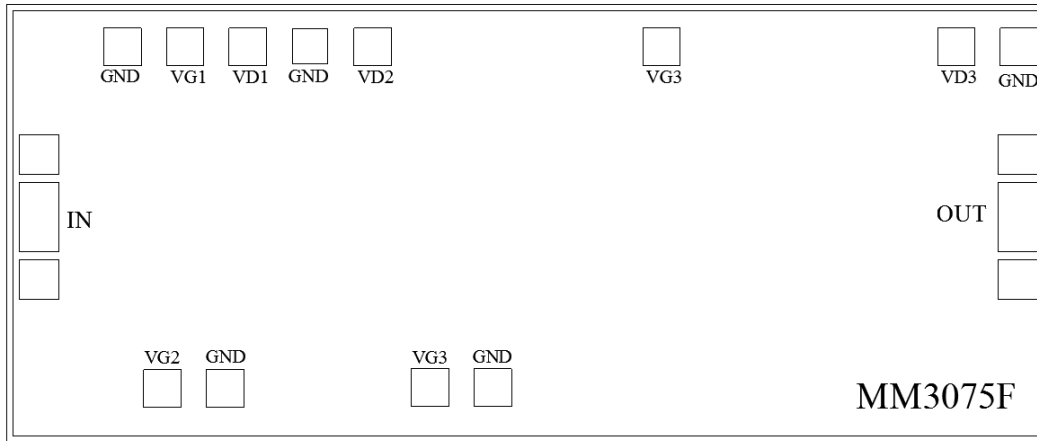 GND VG1 VD1 GND VD2 VG3 VD3 GND
IN OUT
VG2 GND VG3 GND
MM3075F